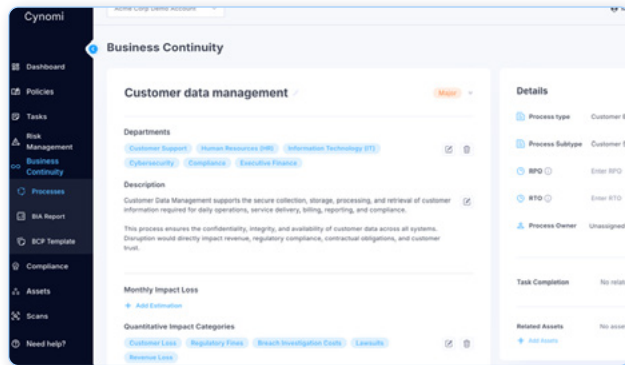 Cynomi
Acme Corp Demo Account
Business Continuity
Dashboard
Policies
Tasks
Risk
Management
Business
Continuity
Processes
BIA Report
BCP Template
Compliance
Assets
Scans
Need help?
Customer data management
Major
Departments
Customer Support Human Resources (HR) Information Technology (IT)
Cybersecurity Compliance Executive Finance
Description
Customer Data Management supports the secure collection, storage, processing, and retrieval of customer
information required for daily operations, service delivery, billing, reporting, and compliance.
This process ensures the confidentiality, integrity, and availability of customer data across all systems.
Disruption would directly impact revenue, regulatory compliance, contractual obligations, and customer
trust.
Monthly Impact Loss
+ Add Estimation
Quantitative Impact Categories
Customer Loss Regulatory Fines Breach Investigation Costs Lawsuits
Revenue Loss
Details
Process type Customer
Process Subtype Customer
RPO Enter RPO
RTO Enter RTO
Process Owner Unassigned
Task Completion No relat
Related Assets No asse
+ Add Assets